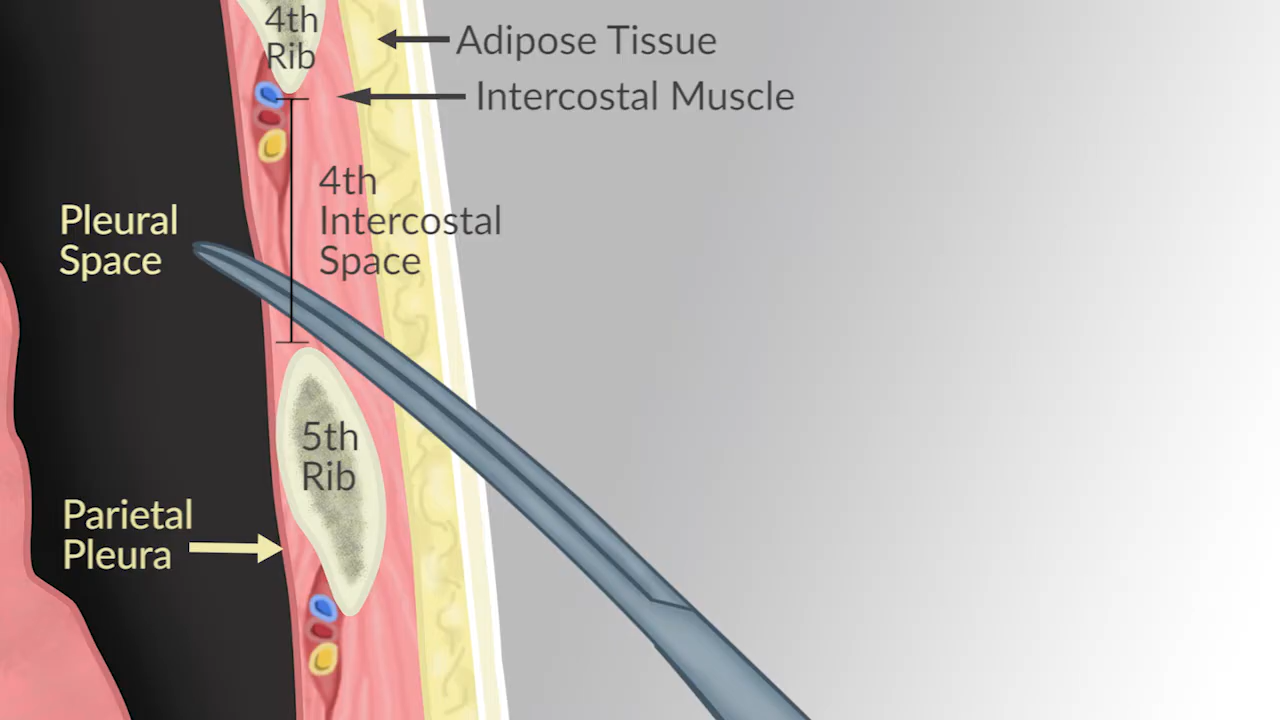 4th
Rib
Adipose Tissue
Intercostal Muscle
4th
Intercostal
Space
Pleural
Space
5th
Rib
Parietal
Pleura